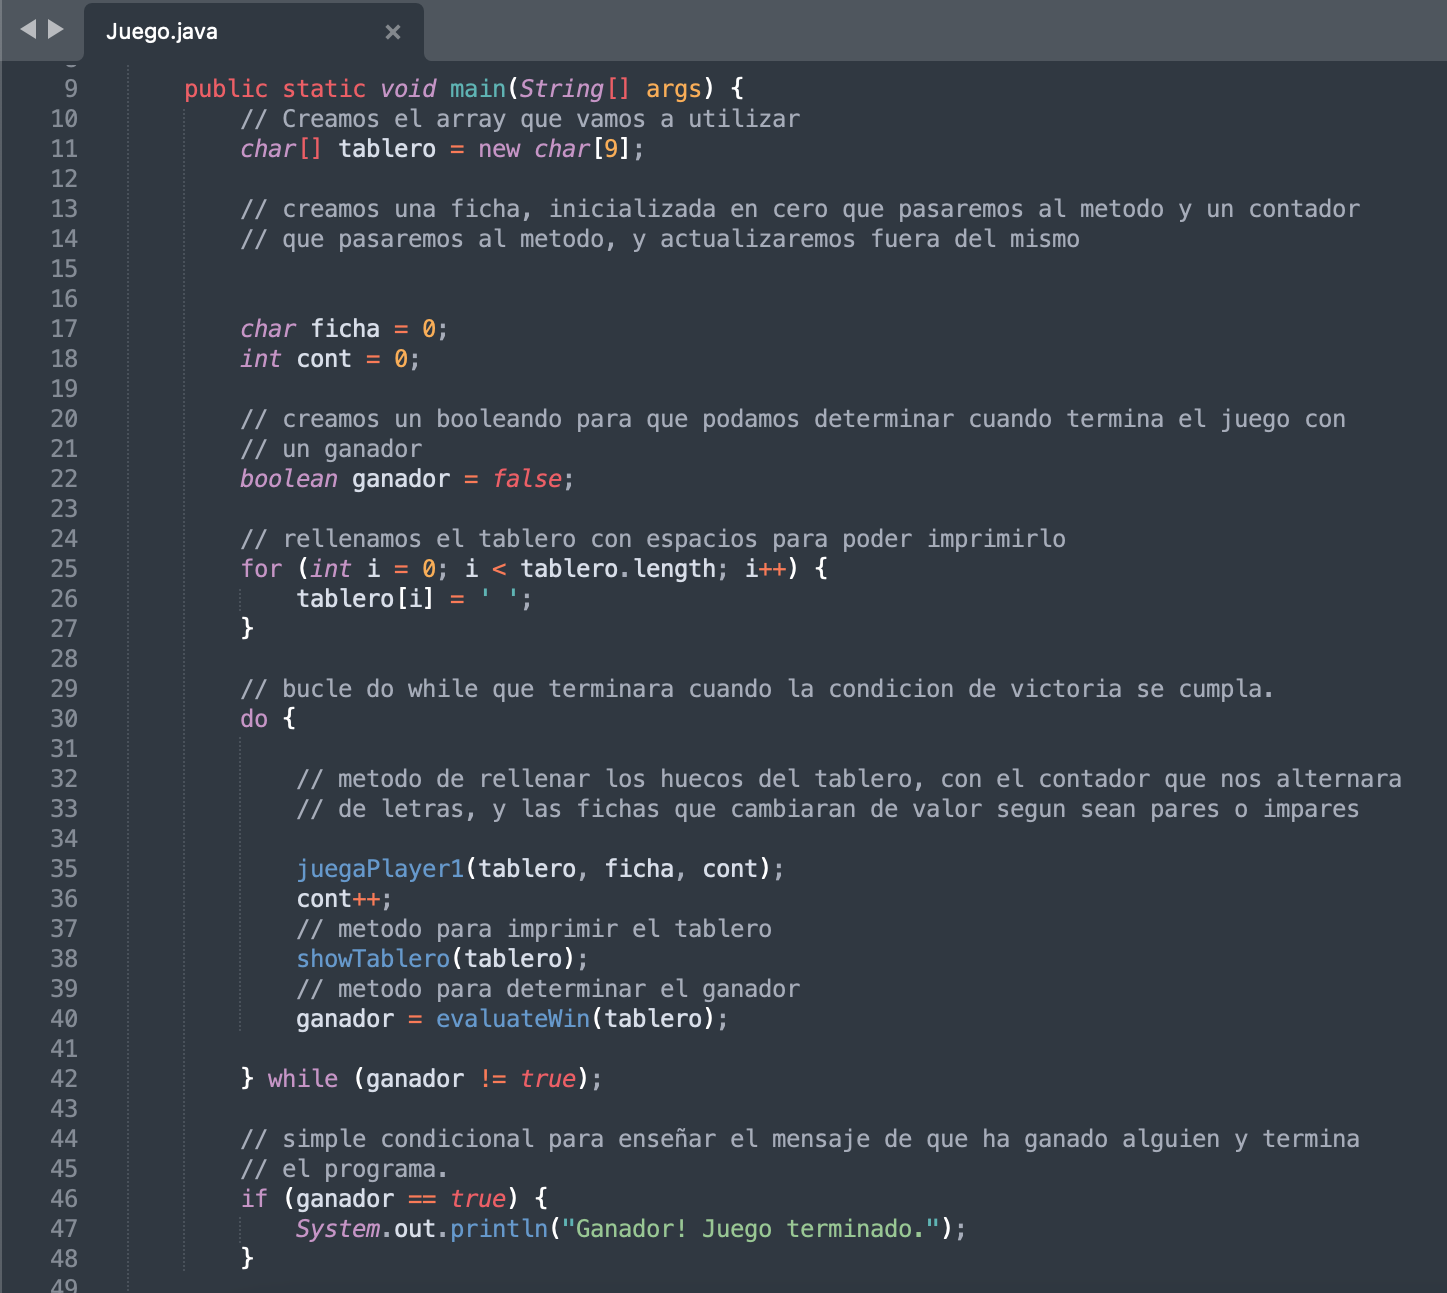 Juego.java
9 public static void main(String[] args) {
10 // Creamos el array que vamos a utilizar
11 char[] tablero = new char[9];
12
13 // creamos una ficha, inicializada en cero que pasaremos al metodo y un contador
14 // que pasaremos al metodo, y actualizaremos fuera del mismo
15
16
17 char ficha = 0;
18 int cont = 0;
19
20 // creamos un booleando para que podamos determinar cuando termina el juego con
21 // un ganador
22 boolean ganador = false;
23
24 // rellenamos el tablero con espacios para poder imprimirlo
25 for (int i = 0; i < tablero.length; i++) {
26 tablero[i] = ' ';
27 }
28
29 // bucle do while que terminara cuando la condicion de victoria se cumpla.
30 do {
31
32 // metodo de rellenar los huecos del tablero, con el contador que nos alternara
33 // de letras, y las fichas que cambiaran de valor segun sean pares o impares
34
35 juegaPlayer1(tablero, ficha, cont);
36 cont++;
37 // metodo para imprimir el tablero
38 showTablero(tablero);
39 // metodo para determinar el ganador
40 ganador = evaluateWin(tablero);
41
42 } while (ganador != true);
43
44 // simple condicional para enseñar el mensaje de que ha ganado alguien y termina
45 // el programa.
46 if (ganador == true) {
47 System.out.println("Ganador! Juego terminado.");
48 }
49